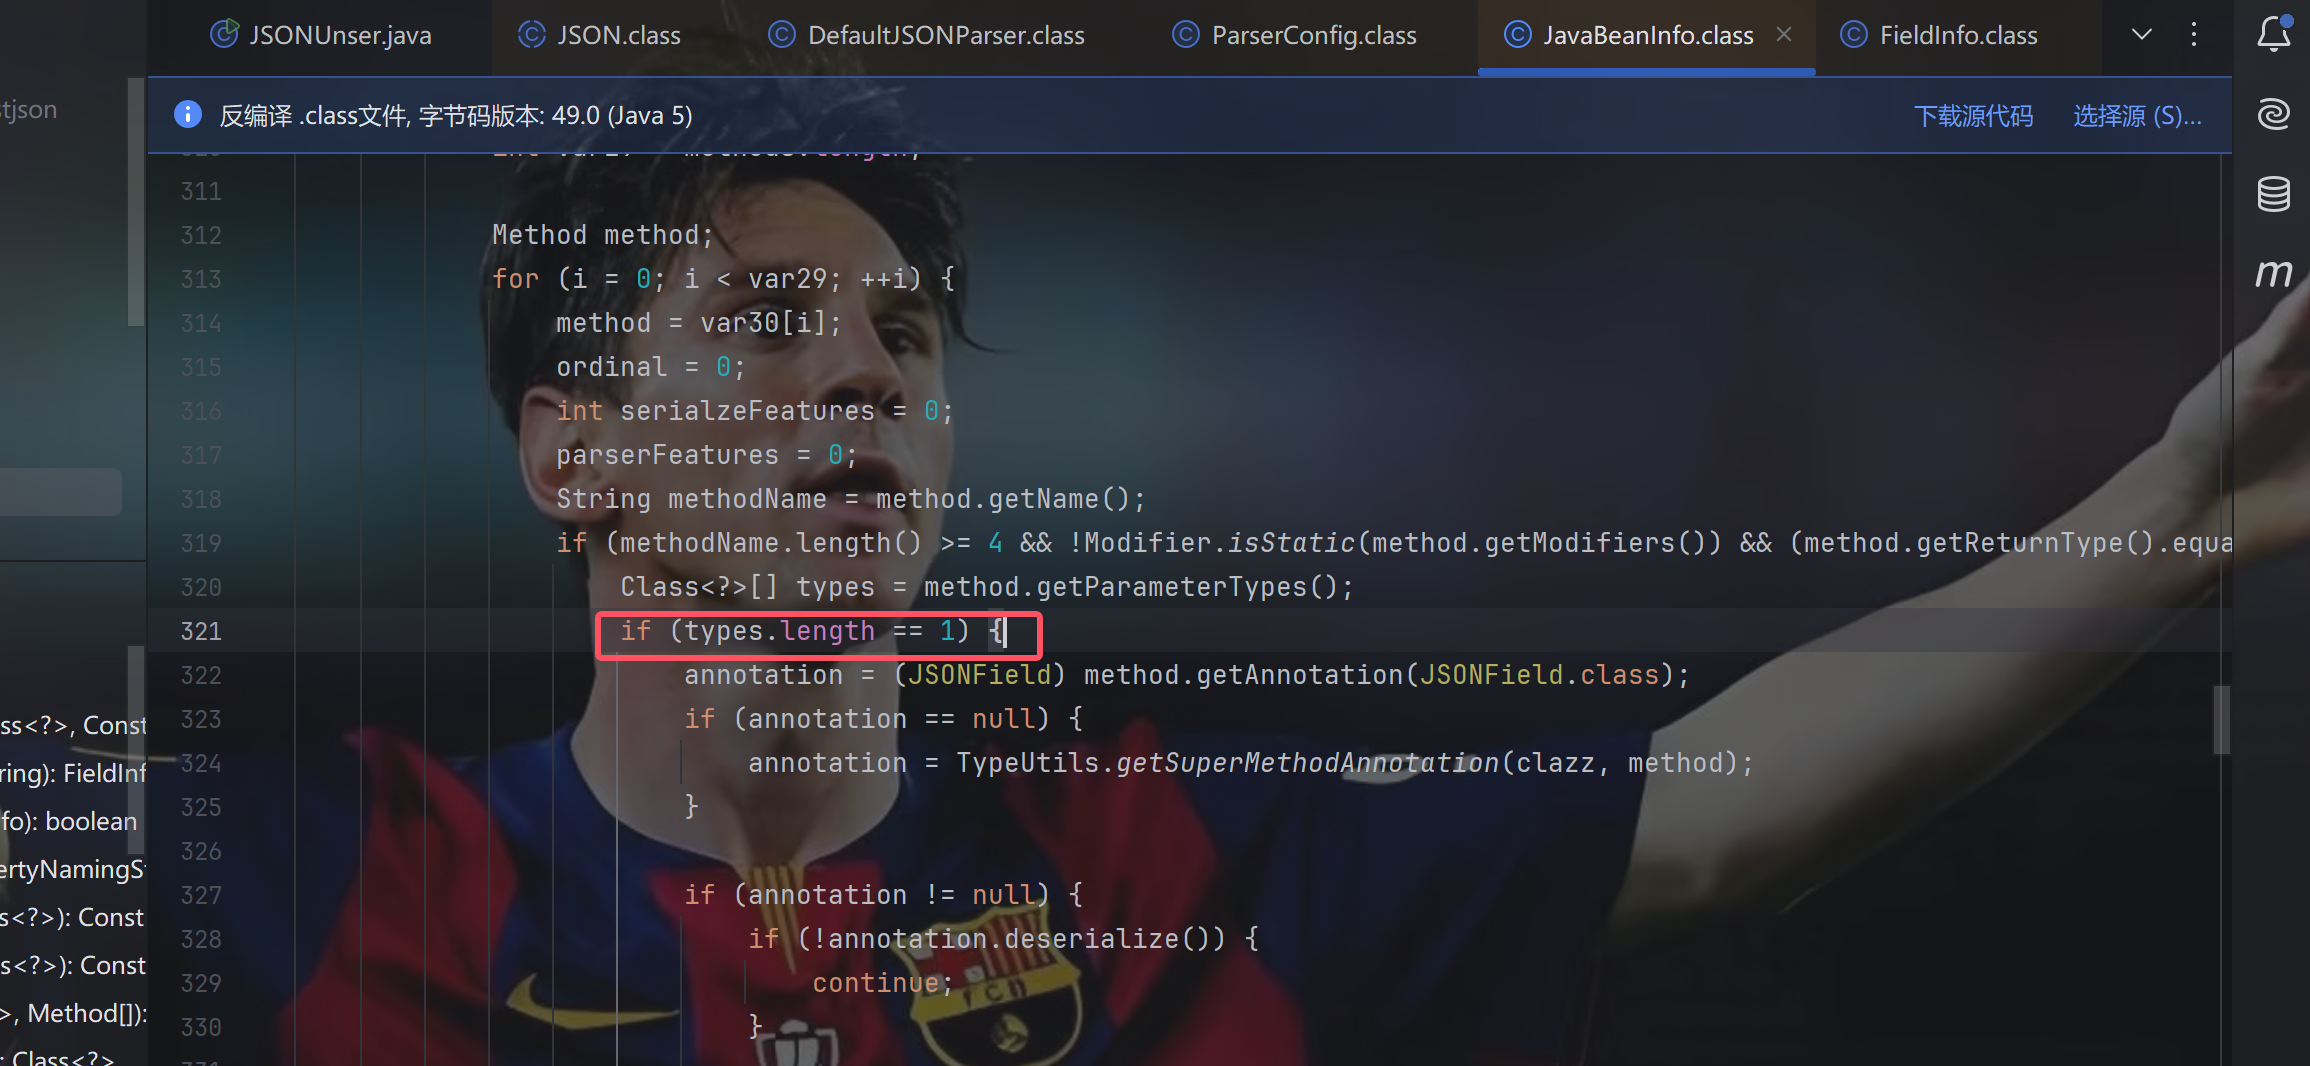 JSONUnser.java JSON.class DefaultJSONParser.class ParserConfig.class JavaBeanInfo.class FieldInfo.class
tjson
反编译 .class文件, 字节码版本: 49.0 (Java 5) 下载源代码 选择源 (S)...
311
312 Method method;
313 for (i = 0; i < var29; ++i) {
314 method = var30[i];
315 ordinal = 0;
316 int serialzeFeatures = 0;
317 parserFeatures = 0;
318 String methodName = method.getName();
319 if (methodName.length() >= 4 && !Modifier.isStatic(method.getModifiers()) && (method.getReturnType().equa
320 Class<?>[] types = method.getParameterTypes();
321 if (types.length == 1) {
322 annotation = (JSONField) method.getAnnotation(JSONField.class);
323 if (annotation == null) {
324 annotation = TypeUtils.getSuperMethodAnnotation(clazz, method);
325 }
326
327 if (annotation != null) {
328 if (!annotation.deserialize()) {
329 continue;
330 }
ss<?>, Const
ring): FieldInf
fo): boolean
ertyNamingSt
s<?>): Const
s<?>): Const
>, Method[]):
: Class<?>
m
FCB